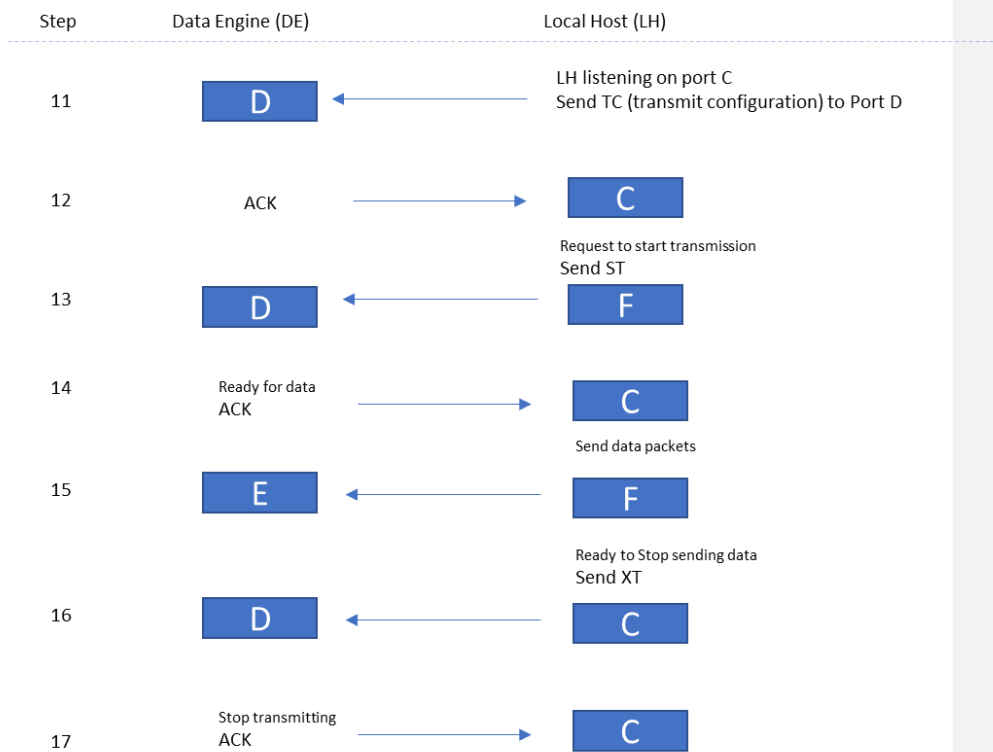 Step Data Engine (DE) Local Host (LH)
LH listening on port C
11 D Send TC (transmit configuration) to Port D
12 ACK C
Request to start transmission
Send ST
13 D F
14 Ready for data
ACK C
Send data packets
15 E F
Ready to Stop sending data
Send XT
16 D C
Stop transmitting
17 ACK C